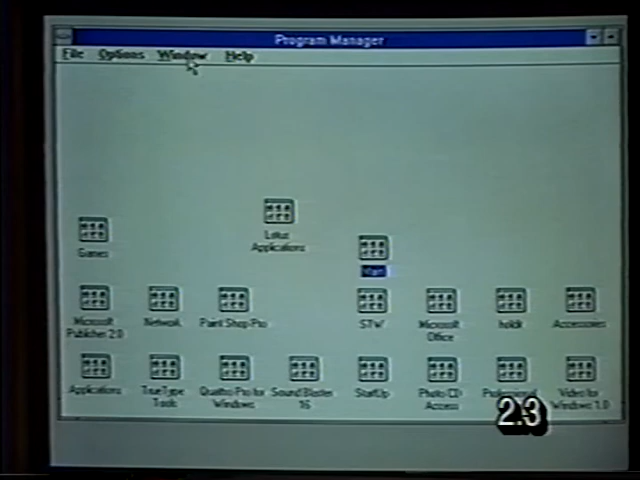 Program Manager
File Options Window Help
Lotus
Applications
Games
Microsoft
Publisher 2.0
Network
Paint Shop Pro
STW
Microsoft
Office
Accessories
Applications
TrueType
Tools
Quattro Pro for
Windows
Sound Blaster
16
StartUp
Photo CD
Access
Video for
Windows 1.0
2.3